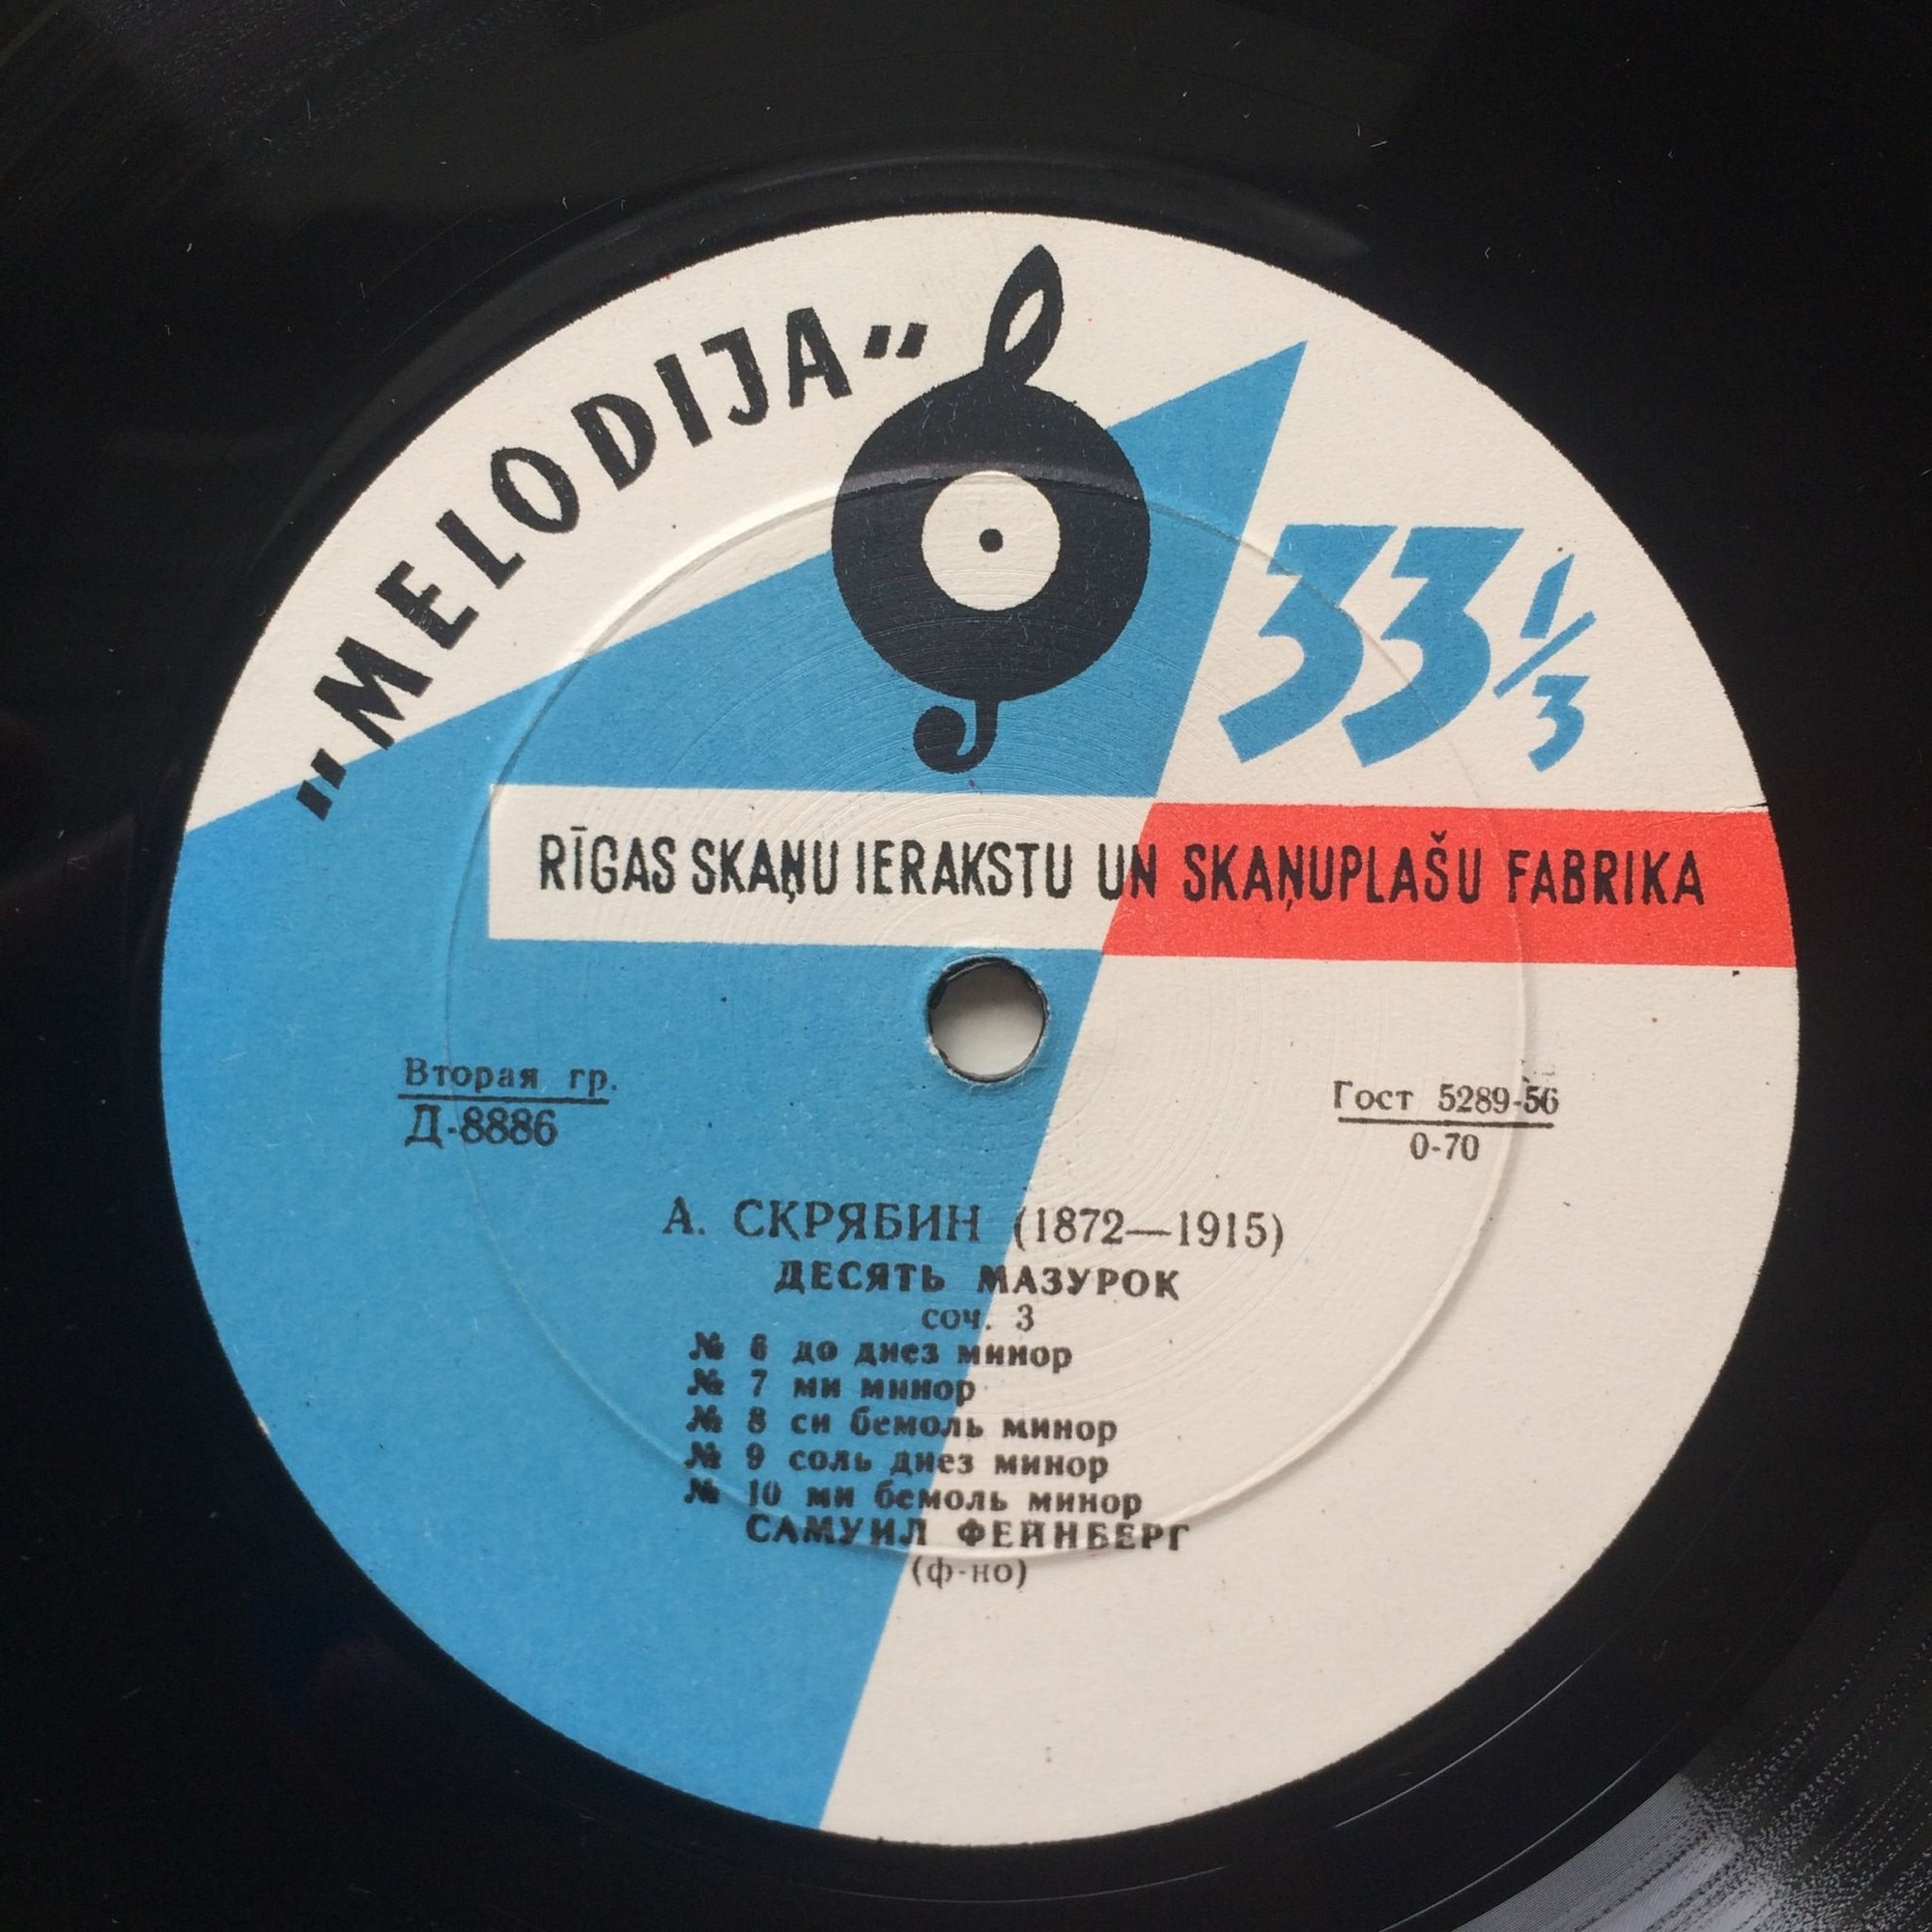 „MELODIJA”
33 1/3
RĪGAS SKAŅU IERAKSTU UN SKAŅUPLAŠU FABRIKA
Вторая гр.
Д-8886
Гост 5289-56
0-70
А. СКРЯБИН (1872—1915)
ДЕСЯТЬ МАЗУРОК
соч. 3
№ 6 до диез минор
№ 7 ми минор
№ 8 си бемоль минор
№ 9 соль диез минор
№ 10 ми бемоль минор
САМУИЛ ФЕЙНБЕРГ
(ф-но)